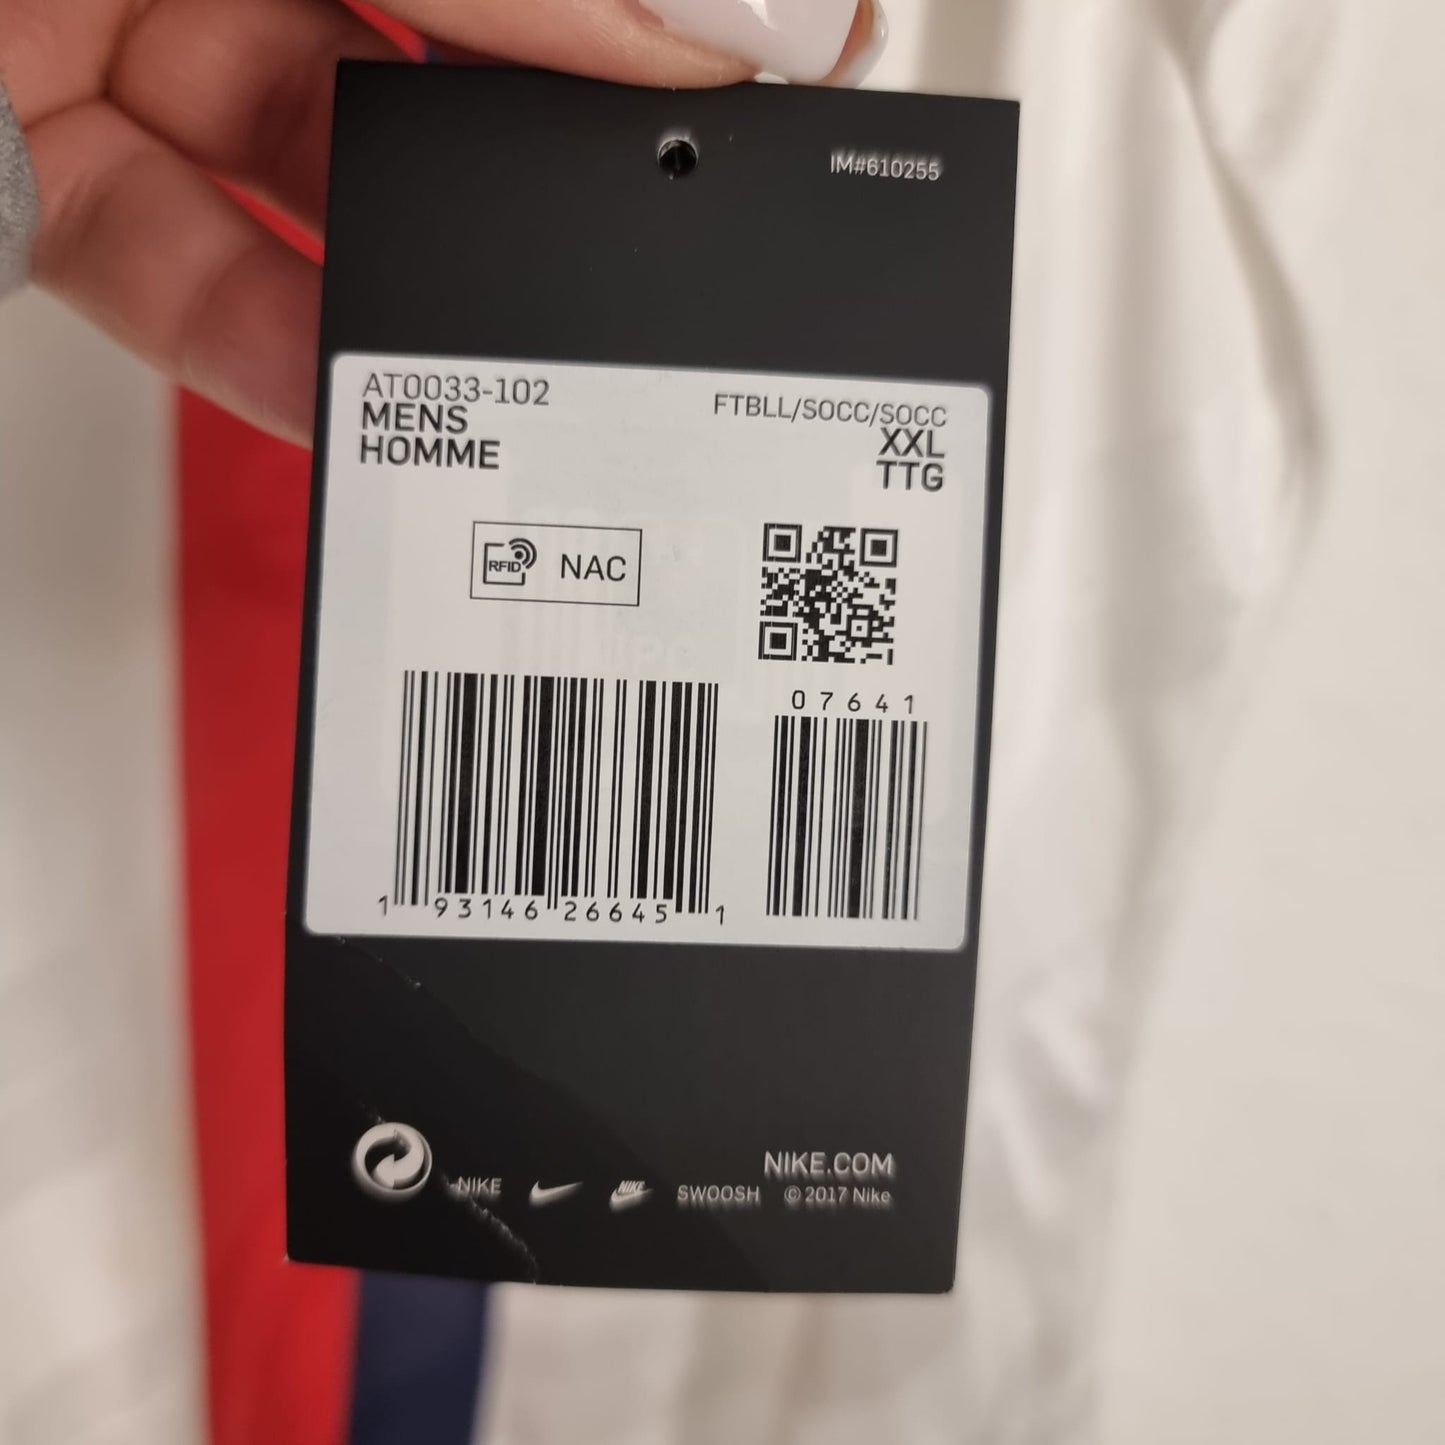 IM#610255
AT0033-102
MENS
HOMME
FTBLL/SOCC/SOCC
XXL
TTG
RFID NAC
07641
1 93146 26645 1
NIKE.COM
NIKE NIKE SWOOSH © 2017 Nike